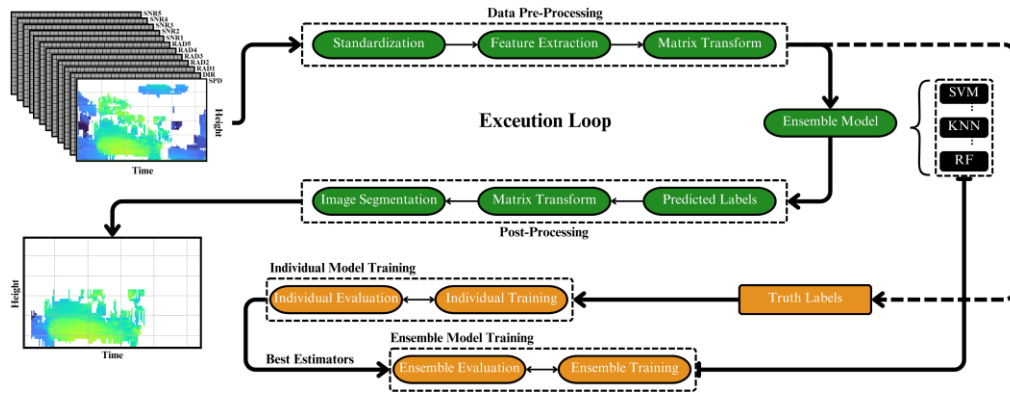 SNR5
SNR4
SNR3
SNR2
SNR1
RAD5
RAD4
RAD3
RAD2
RAD1
DIR
SPD
Height
Time
Data Pre-Processing
Standardization
Feature Extraction
Matrix Transform
Exceution Loop
Ensemble Model
SVM
KNN
RF
Image Segmentation
Matrix Transform
Predicted Labels
Post-Processing
Height
Time
Individual Model Training
Individual Evaluation
Individual Training
Truth Labels
Ensemble Model Training
Best Estimators
Ensemble Evaluation
Ensemble Training